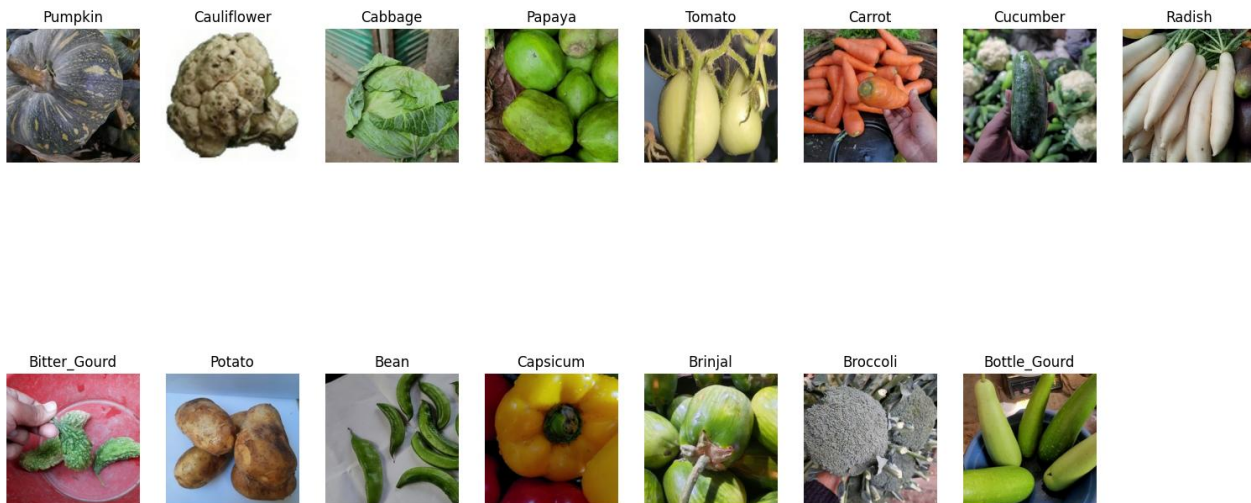 Pumpkin Cauliflower Cabbage Papaya Tomato Carrot Cucumber Radish
Bitter_Gourd Potato Bean Capsicum Brinjal Broccoli Bottle_Gourd